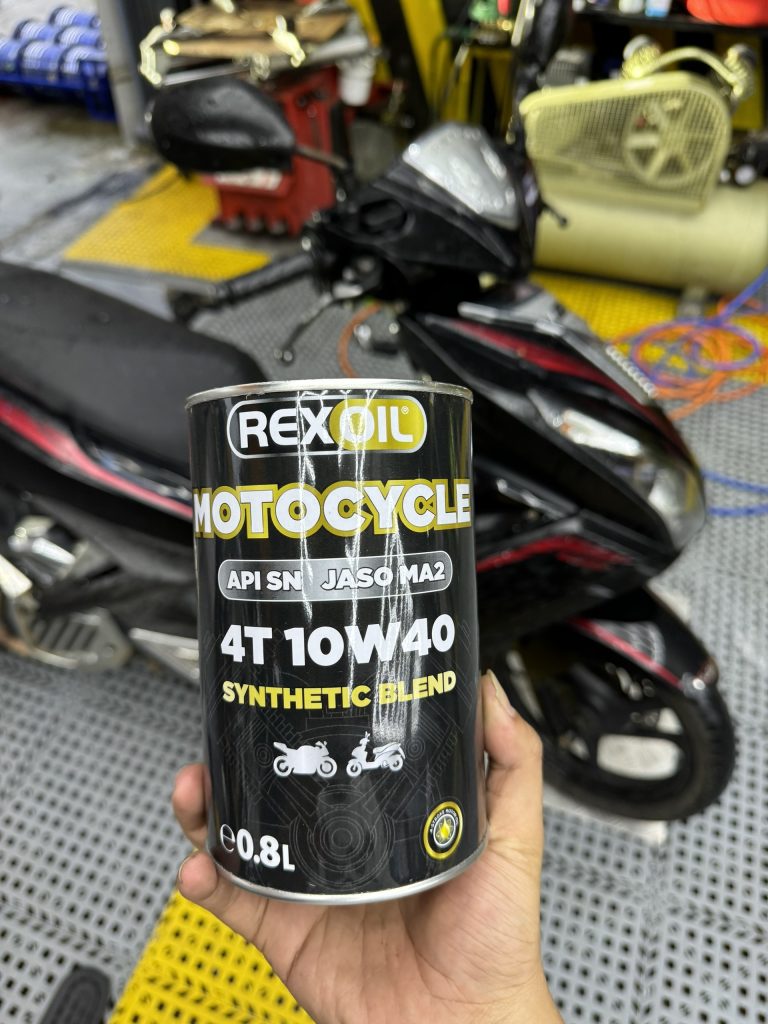 REXOIL®
MOTOCYCLE
API SN JASO MA2
4T 10W40
SYNTHETIC BLEND
℮0.8L